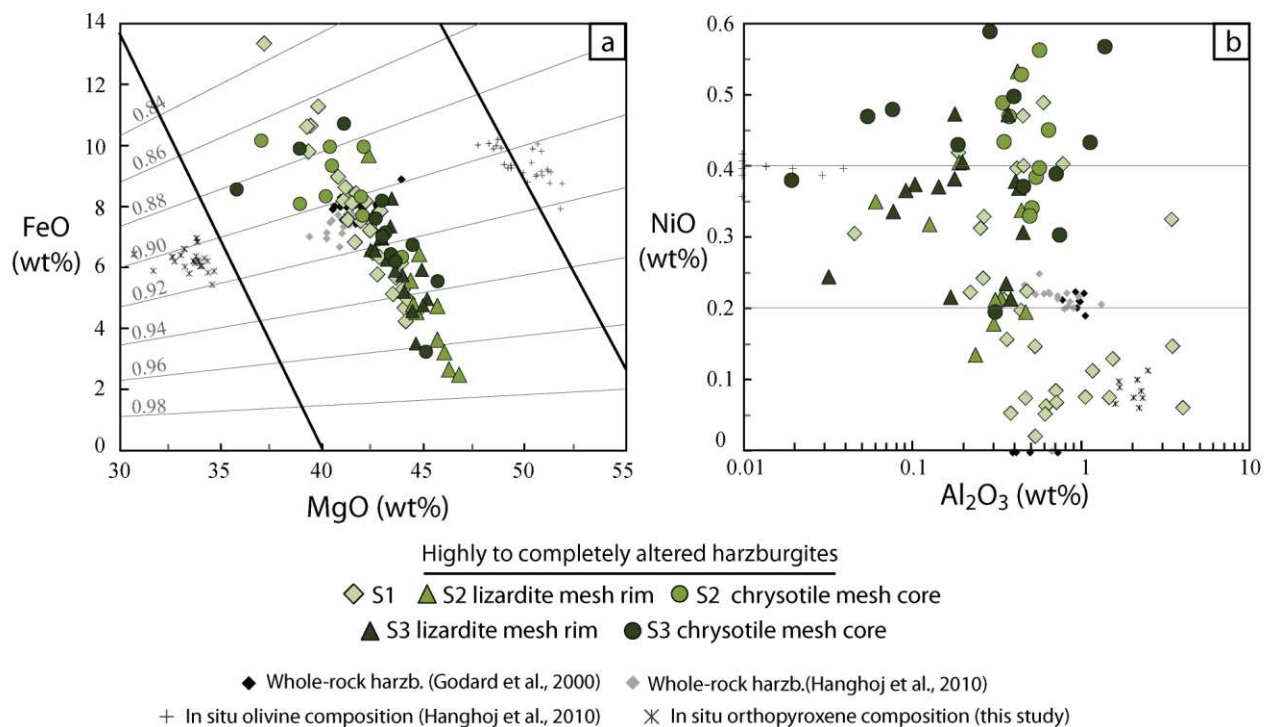 a
14
12
10
8
6
4
2
0
FeO
(wt%)
0.84
0.86
0.88
0.90
0.92
0.94
0.96
0.98
30 35 40 45 50 55
MgO (wt%)
b
0.6
0.5
0.4
0.3
0.2
0.1
0
NiO
(wt%)
0.01 0.1 1 10
Al₂O₃ (wt%)
Highly to completely altered harzburgites
S1 S2 lizardite mesh rim S2 chrysotile mesh core
S3 lizardite mesh rim S3 chrysotile mesh core
Whole-rock harzb. (Godard et al., 2000) Whole-rock harzb.(Hanghoj et al., 2010)
In situ olivine composition (Hanghoj et al., 2010) In situ orthopyroxene composition (this study)